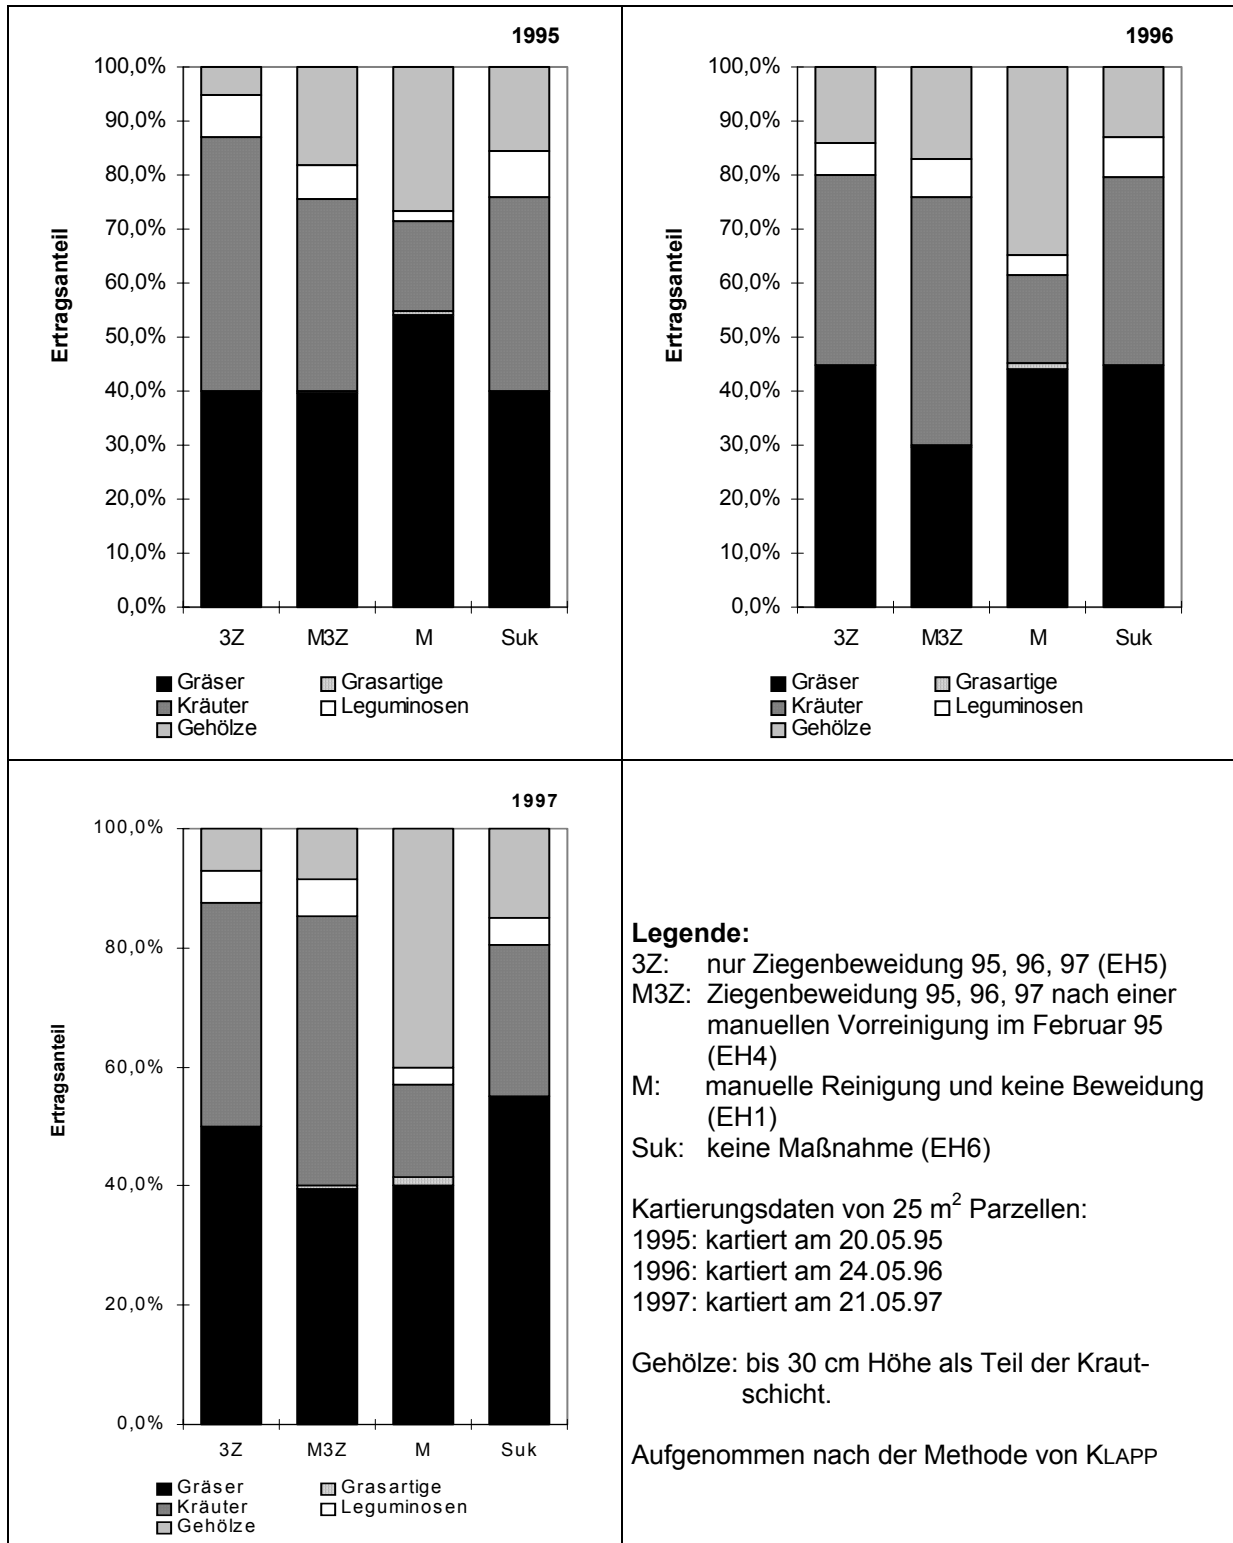 1995
100,0%
90,0%
80,0%
70,0%
60,0%
50,0%
40,0%
30,0%
20,0%
10,0%
0,0%
Ertragsanteil
3Z M3Z M Suk
Gräser Grasartige
Kräuter Leguminosen
Gehölze
1996
100,0%
90,0%
80,0%
70,0%
60,0%
50,0%
40,0%
30,0%
20,0%
10,0%
0,0%
Ertragsanteil
3Z M3Z M Suk
Gräser Grasartige
Kräuter Leguminosen
Gehölze
1997
100,0%
80,0%
60,0%
40,0%
20,0%
0,0%
Ertragsanteil
3Z M3Z M Suk
Gräser Grasartige
Kräuter Leguminosen
Gehölze
Legende:
3Z: nur Ziegenbeweidung 95, 96, 97 (EH5)
M3Z: Ziegenbeweidung 95, 96, 97 nach einer
manuellen Vorreinigung im Februar 95
(EH4)
M: manuelle Reinigung und keine Beweidung
(EH1)
Suk: keine Maßnahme (EH6)
Kartierungsdaten von 25 m² Parzellen:
1995: kartiert am 20.05.95
1996: kartiert am 24.05.96
1997: kartiert am 21.05.97
Gehölze: bis 30 cm Höhe als Teil der Kraut-
schicht.
Aufgenommen nach der Methode von KLAPP